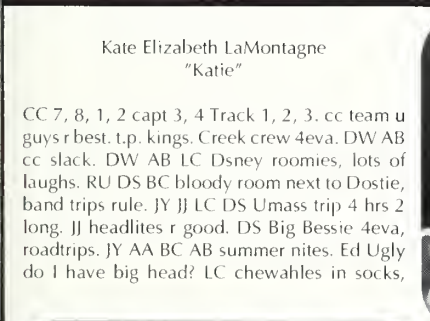 Kate Elizabeth LaMontagne
"Katie"
CC 7, 8, 1, 2 capt 3, 4 Track 1, 2, 3. cc team u
guys r best. t.p. kings. Creek crew 4eva. DW AB
cc slack. DW AB LC Dsney roomies, lots of
laughs. RU DS BC bloody room next to Dostie,
band trips rule. JY JJ LC DS Umass trip 4 hrs 2
long. JJ headlites r good. DS Big Bessie 4eva,
roadtrips. JY AA BC AB summer nites. Ed Ugly
do I have big head? LC chewahles in socks,